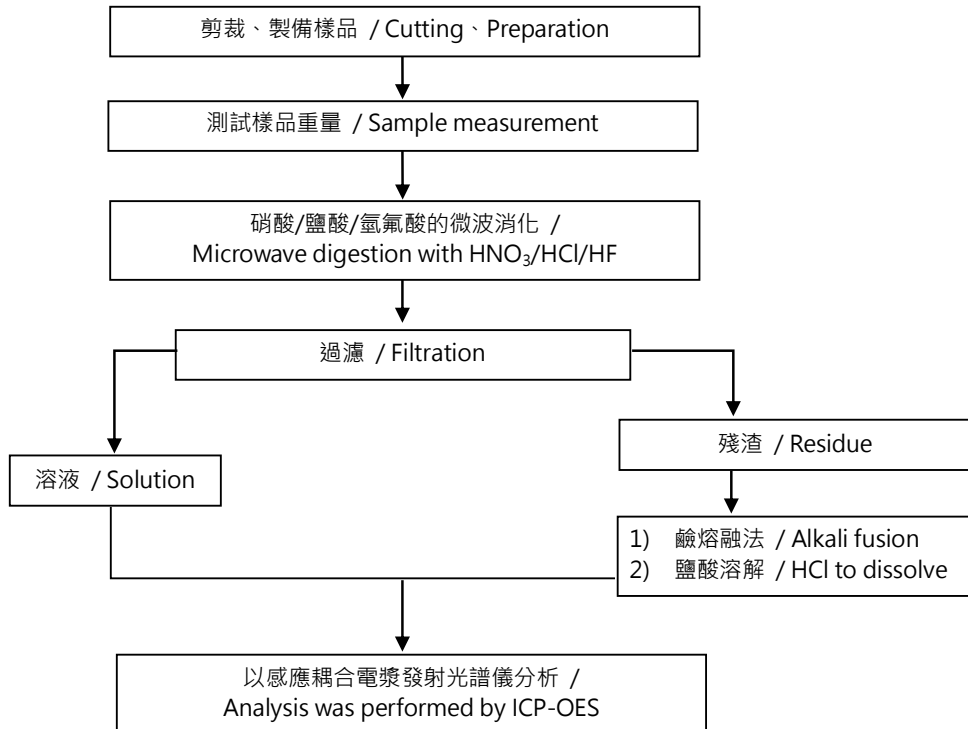 剪裁、製備樣品 / Cutting、Preparation
測試樣品重量 / Sample measurement
硝酸/鹽酸/氫氟酸的微波消化 /
Microwave digestion with HNO₃/HCl/HF
過濾 / Filtration
溶液 / Solution
殘渣 / Residue
1) 鹼熔融法 / Alkali fusion
2) 鹽酸溶解 / HCl to dissolve
以感應耦合電漿發射光譜儀分析 /
Analysis was performed by ICP-OES